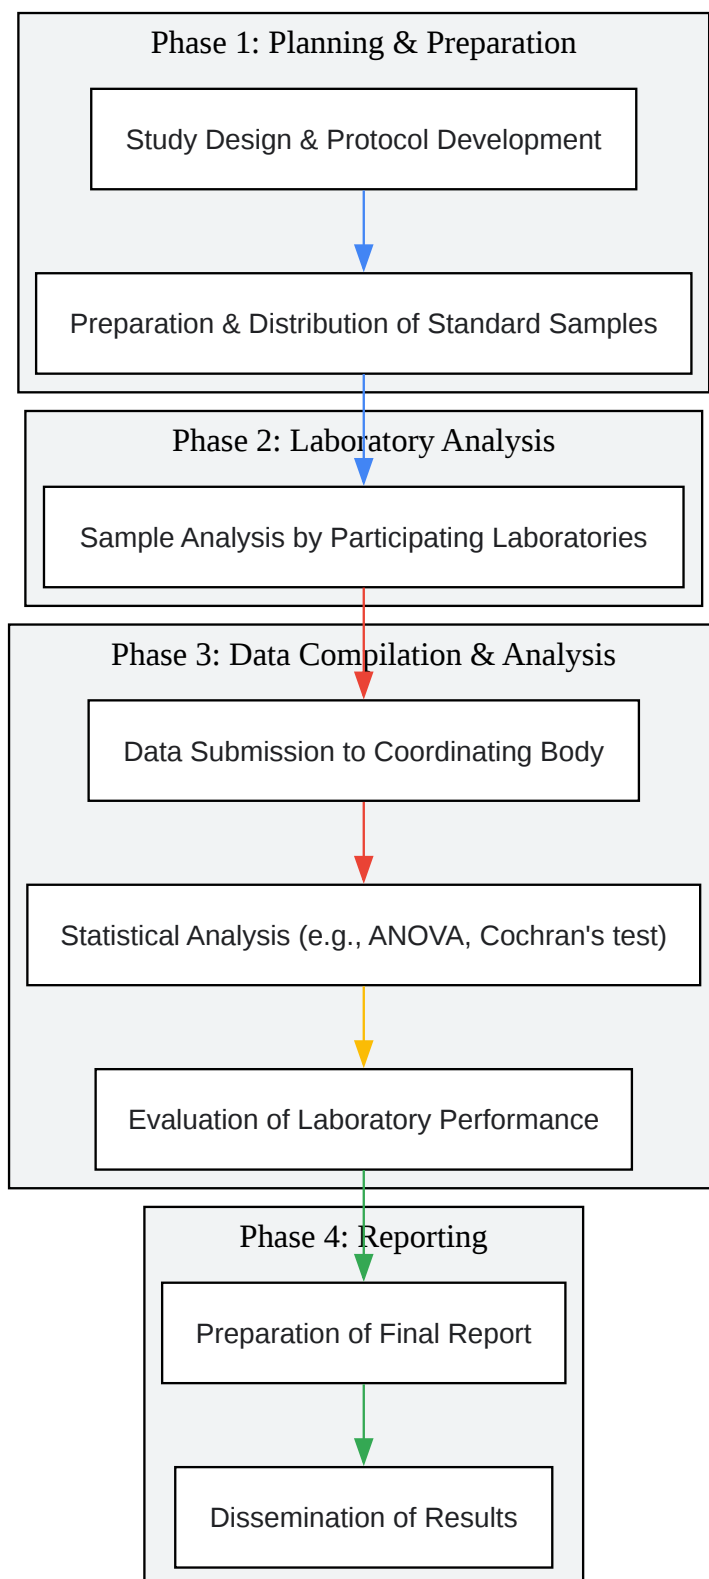 Phase 1: Planning & Preparation
Study Design & Protocol Development
Preparation & Distribution of Standard Samples
Phase 2: Laboratory Analysis
Sample Analysis by Participating Laboratories
Phase 3: Data Compilation & Analysis
Data Submission to Coordinating Body
Statistical Analysis (e.g., ANOVA, Cochran's test)
Evaluation of Laboratory Performance
Phase 4: Reporting
Preparation of Final Report
Dissemination of Results